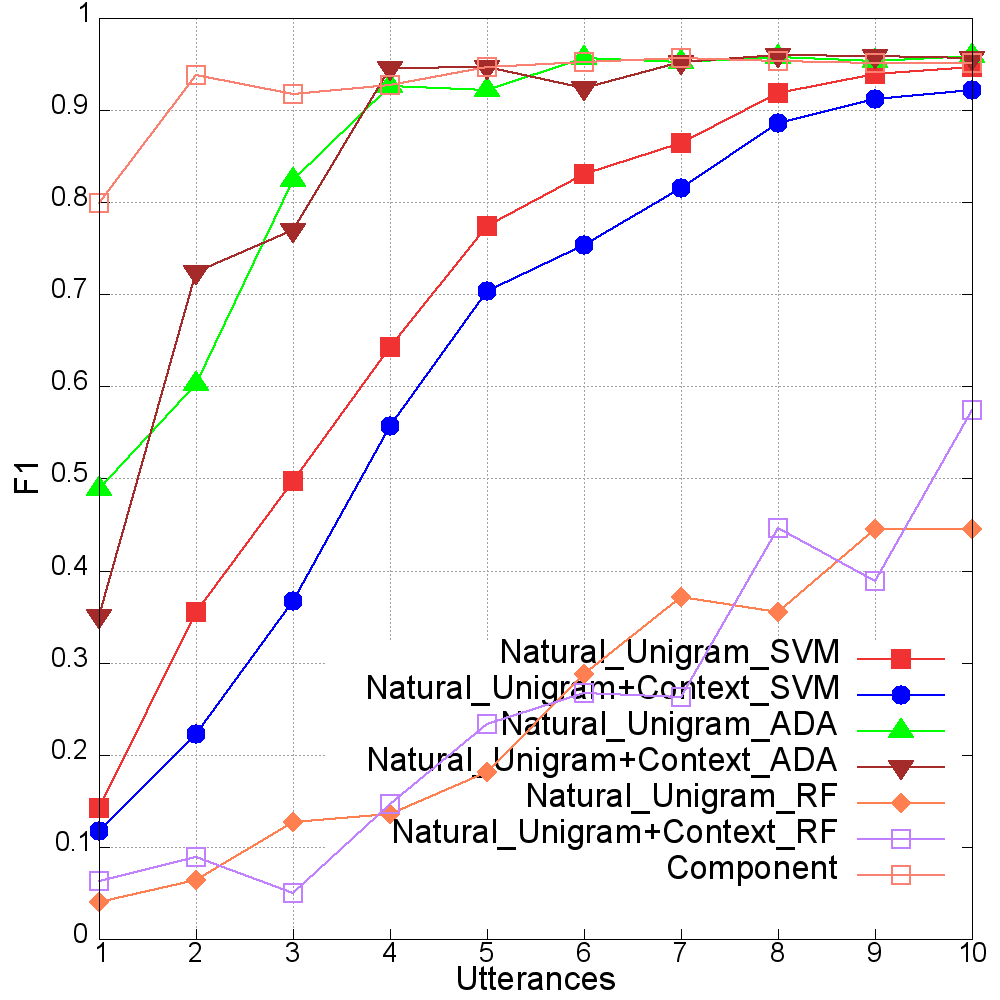 1
0.9
0.8
0.7
0.6
0.5
0.4
0.3
0.2
0.1
0
F1
Natural_Unigram_SVM
Natural_Unigram+Context_SVM
Natural_Unigram_ADA
Natural_Unigram+Context_ADA
Natural_Unigram_RF
Natural_Unigram+Context_RF
Component
1 2 3 4 5 6 7 8 9 10
Utterances